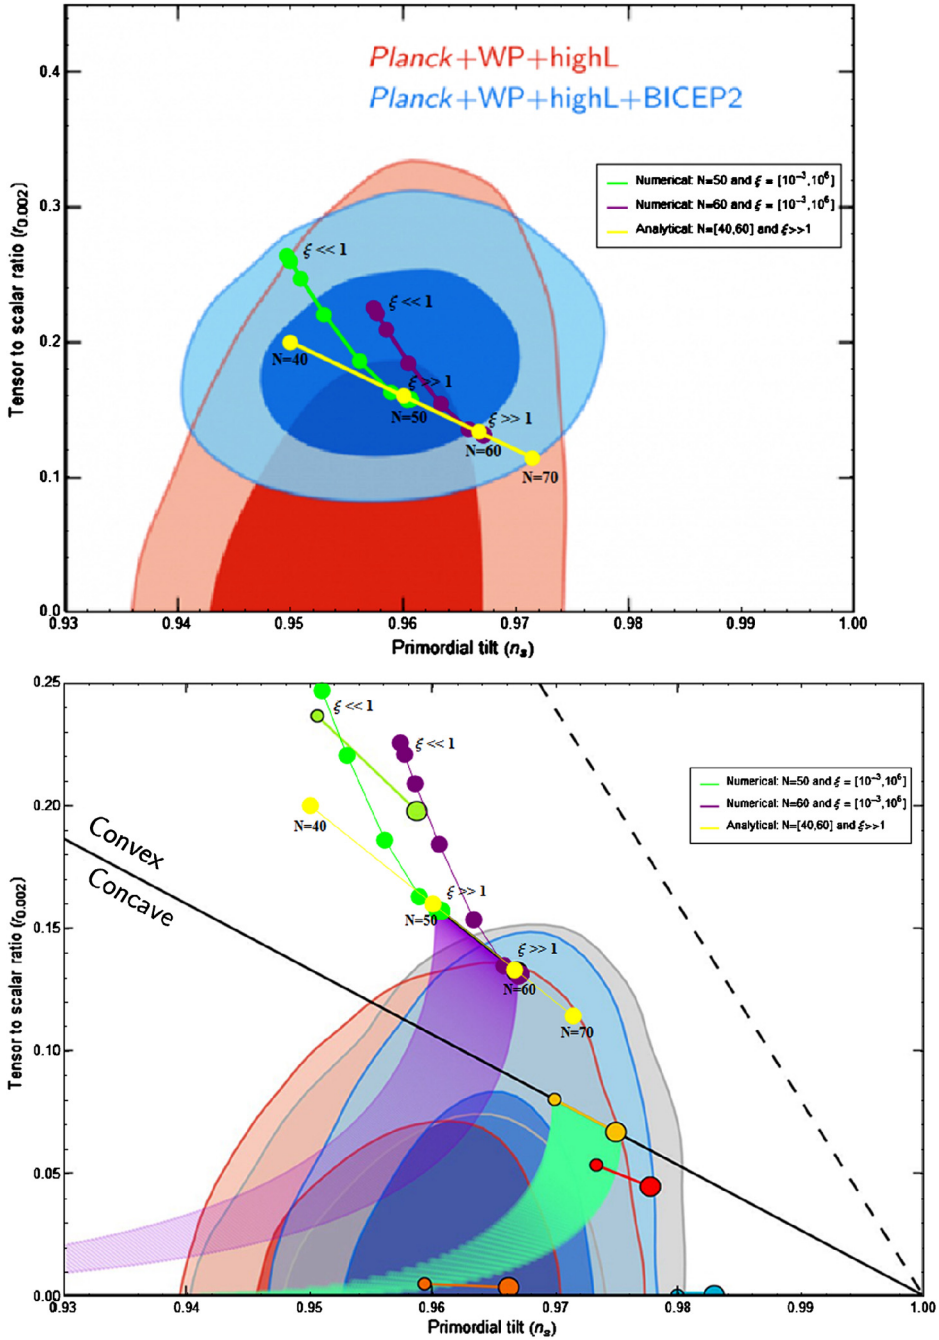 Planck+WP+highL
Planck+WP+highL+BICEP2
Numerical: N=50 and ξ = [10⁻³,10⁶]
Numerical: N=60 and ξ = [10⁻³,10⁶]
Analytical: N=[40,60] and ξ>>1
Tensor to scalar ratio (r0.002)
0.4
0.3
0.2
0.1
0.0
ξ << 1
ξ << 1
N=40
ξ >> 1
N=50
ξ >> 1
N=60
N=70
0.93
0.94
0.95
0.96
0.97
0.98
0.99
1.00
Primordial tilt (ns)
Tensor to scalar ratio (r0.002)
0.25
0.20
0.15
0.10
0.05
0.00
ξ << 1
ξ << 1
Numerical: N=50 and ξ = [10⁻³,10⁶]
Numerical: N=60 and ξ = [10⁻³,10⁶]
Analytical: N=[40,60] and ξ>>1
N=40
Convex
Concave
ξ >> 1
N=50
ξ >> 1
N=60
N=70
0.93
0.94
0.95
0.96
0.97
0.98
0.99
1.00
Primordial tilt (ns)